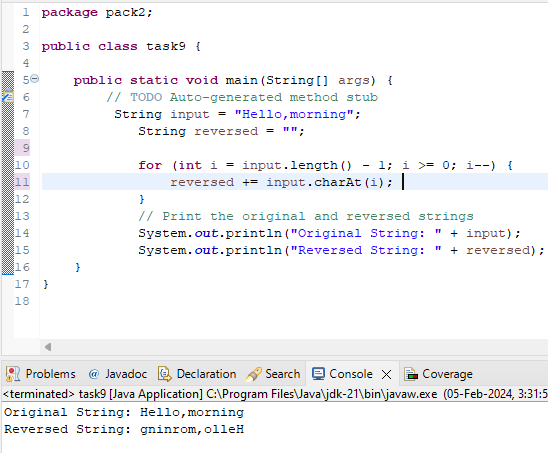 1 package pack2;
2
3 public class task9 {
4
5 public static void main(String[] args) {
6 // TODO Auto-generated method stub
7 String input = "Hello,morning";
8 String reversed = "";
9
10 for (int i = input.length() - 1; i >= 0; i--) {
11 reversed += input.charAt(i);
12 }
13 // Print the original and reversed strings
14 System.out.println("Original String: " + input);
15 System.out.println("Reversed String: " + reversed);
16 }
17 }
18
Problems @ Javadoc Declaration Search Console Coverage
<terminated> task9 [Java Application] C:\Program Files\Java\jdk-21\bin\javaw.exe (05-Feb-2024, 3:31:5
Original String: Hello,morning
Reversed String: gninrom,olleH